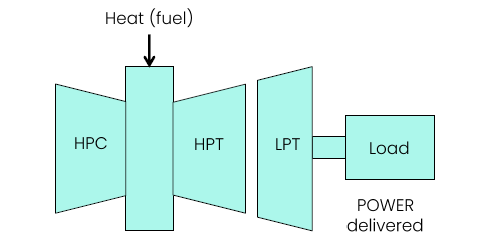 Heat (fuel)
HPC
HPT
LPT
Load
POWER
delivered